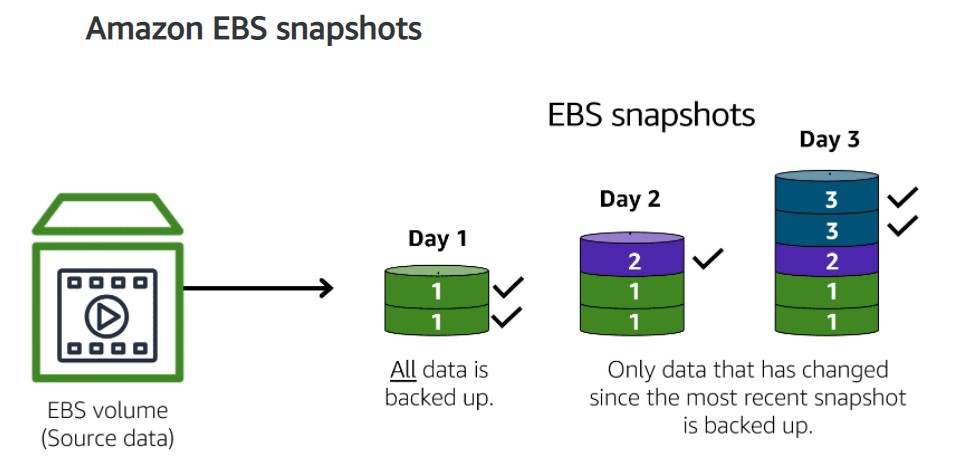 Amazon EBS snapshots
EBS snapshots
Day 1
Day 2
Day 3
1
1
2
1
1
3
3
2
1
1
EBS volume
(Source data)
All data is
backed up.
Only data that has changed
since the most recent snapshot
is backed up.